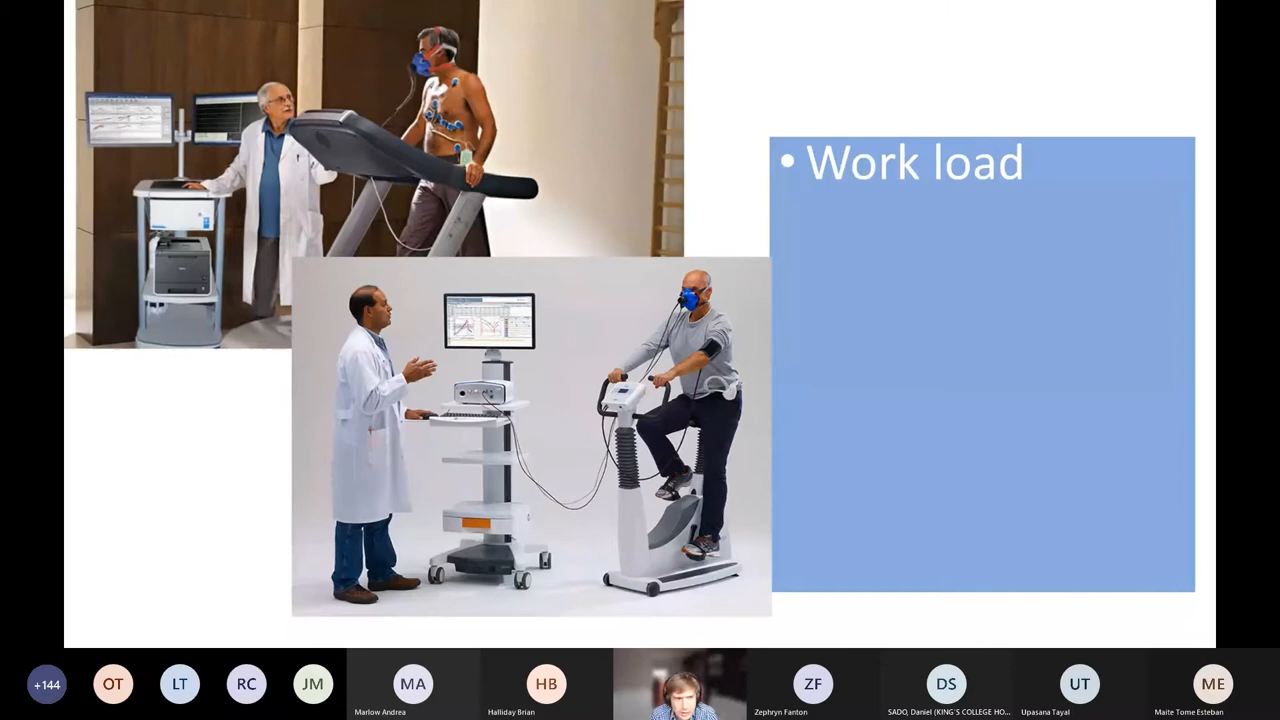 • Work load
+144
OT
LT
RC
JM
MA
HB
ZF
DS
UT
ME
Marlow Andrea
Halliday Brian
Zephryn Fanton
SADO, Daniel (KING'S COLLEGE HO...
Upasana Tayal
Maite Tome Esteban